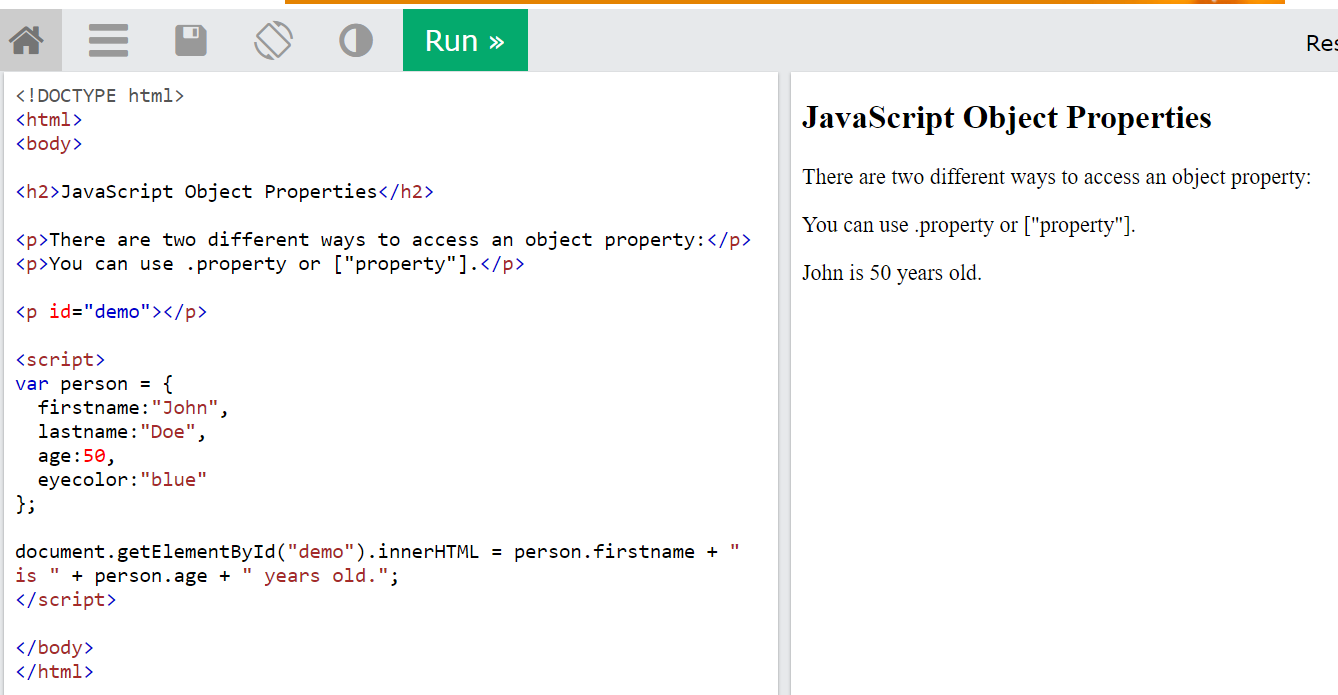 Run »
Res
<!DOCTYPE html>
<html>
<body>
<h2>JavaScript Object Properties</h2>
<p>There are two different ways to access an object property:</p>
<p>You can use .property or ["property"].</p>
<p id="demo"></p>
<script>
var person = {
  firstname:"John",
  lastname:"Doe",
  age:50,
  eyecolor:"blue"
};
document.getElementById("demo").innerHTML = person.firstname + "
is " + person.age + " years old.";
</script>
</body>
</html>
JavaScript Object Properties
There are two different ways to access an object property:
You can use .property or ["property"].
John is 50 years old.